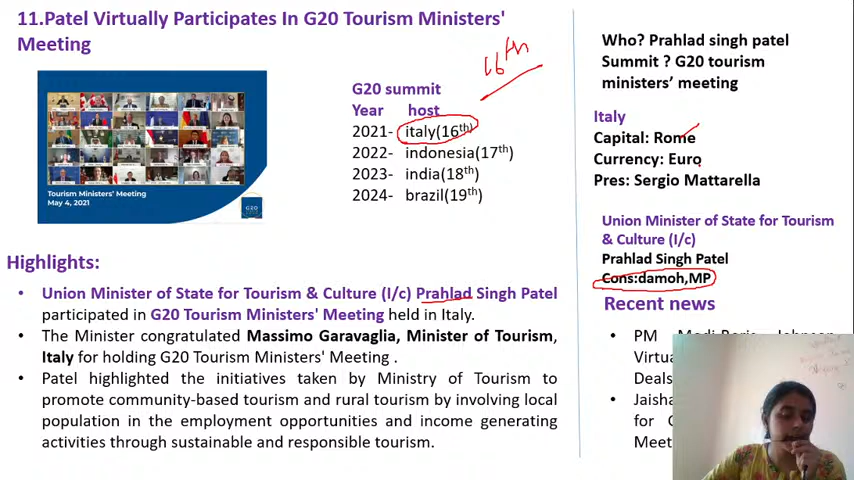 11.Patel Virtually Participates In G20 Tourism Ministers'
Meeting
16th
Tourism Ministers' Meeting
May 4, 2021
G20
G20 summit
Year host
2021- italy(16th)
2022- indonesia(17th)
2023- india(18th)
2024- brazil(19th)
Highlights:
• Union Minister of State for Tourism & Culture (I/c) Prahlad Singh Patel
participated in G20 Tourism Ministers' Meeting held in Italy.
• The Minister congratulated Massimo Garavaglia, Minister of Tourism,
Italy for holding G20 Tourism Ministers' Meeting .
• Patel highlighted the initiatives taken by Ministry of Tourism to
promote community-based tourism and rural tourism by involving local
population in the employment opportunities and income generating
activities through sustainable and responsible tourism.
Who? Prahlad singh patel
Summit ? G20 tourism
ministers’ meeting
Italy
Capital: Rome
Currency: Euro
Pres: Sergio Mattarella
Union Minister of State for Tourism
& Culture (I/c)
Prahlad Singh Patel
Cons:damoh,MP
Recent news
• PM Modi-Boris Johnson
Deals
for